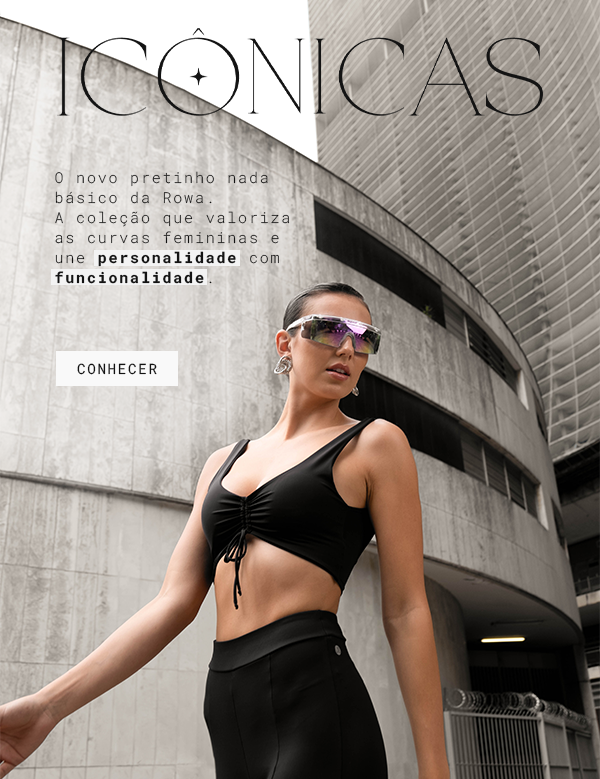 ICÔNICAS
O novo pretinho nada
básico da Rowa.
A coleção que valoriza
as curvas femininas e
une personalidade com
funcionalidade.
CONHECER